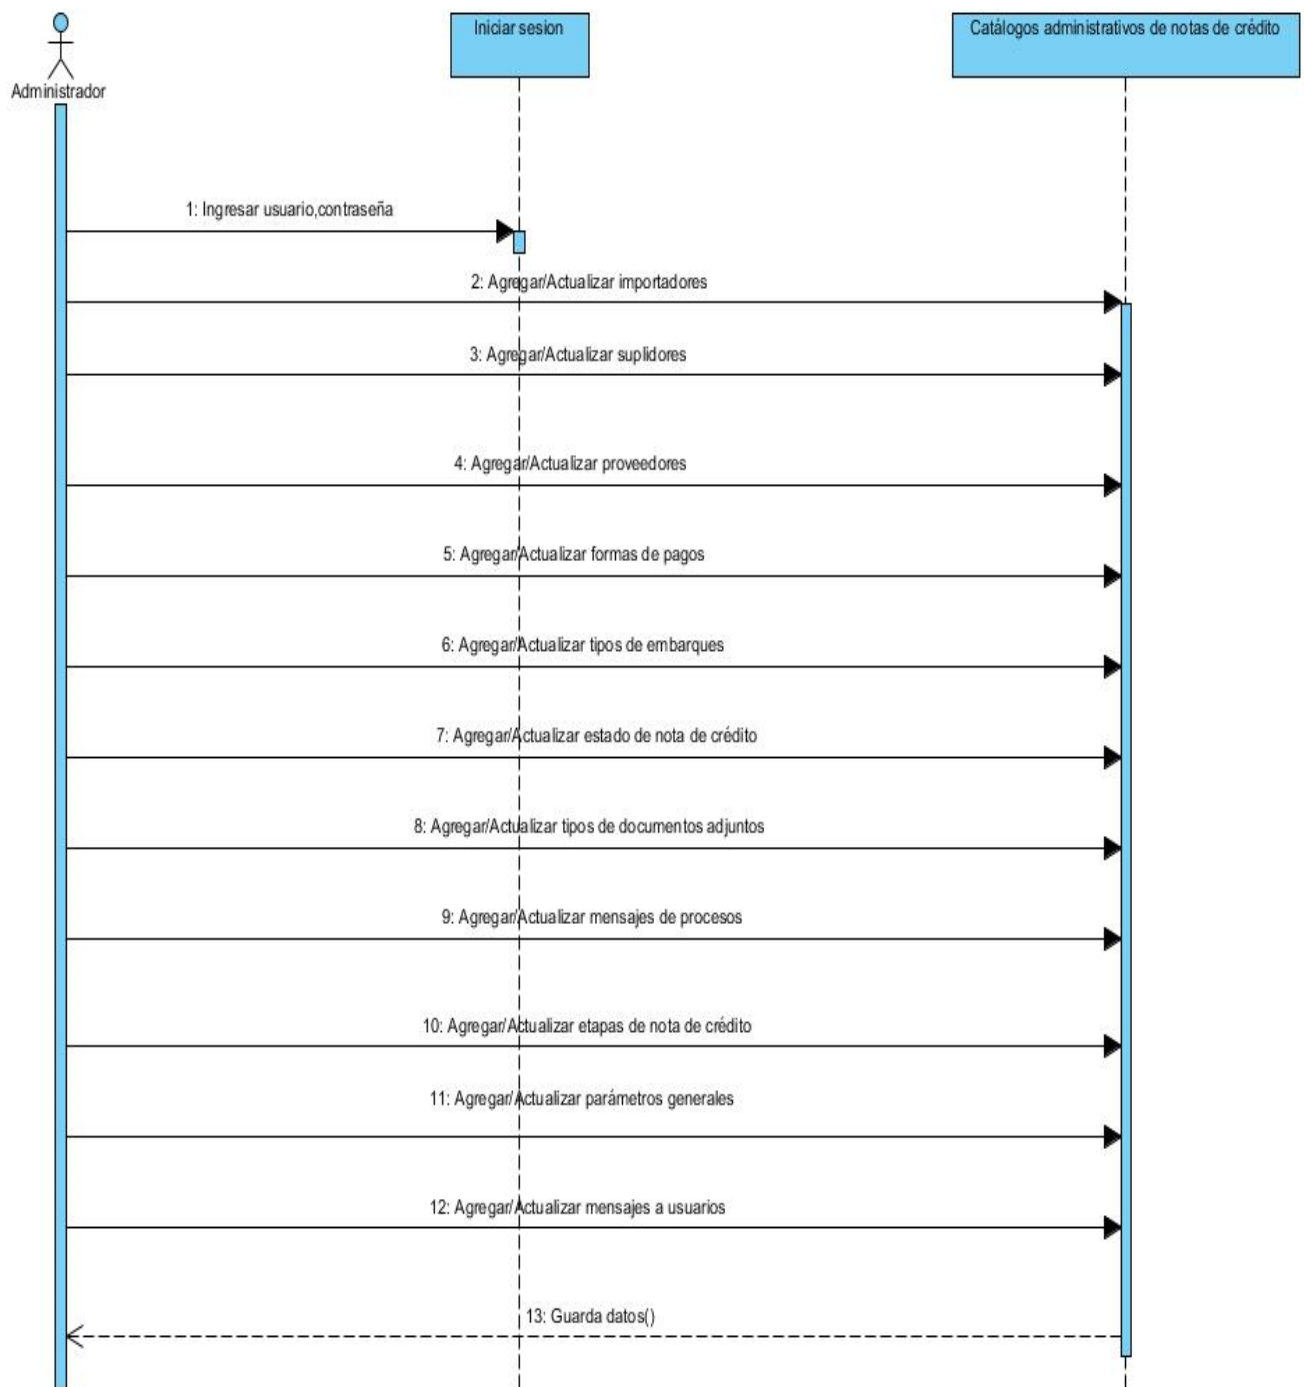 Iniciar sesion
Catálogos administrativos de notas de crédito
Administrador
1: Ingresar usuario,contraseña
2: Agregar/Actualizar importadores
3: Agregar/Actualizar suplidores
4: Agregar/Actualizar proveedores
5: Agregar/Actualizar formas de pagos
6: Agregar/Actualizar tipos de embarques
7: Agregar/Actualizar estado de nota de crédito
8: Agregar/Actualizar tipos de documentos adjuntos
9: Agregar/Actualizar mensajes de procesos
10: Agregar/Actualizar etapas de nota de crédito
11: Agregar/Actualizar parámetros generales
12: Agregar/Actualizar mensajes a usuarios
13: Guarda datos()